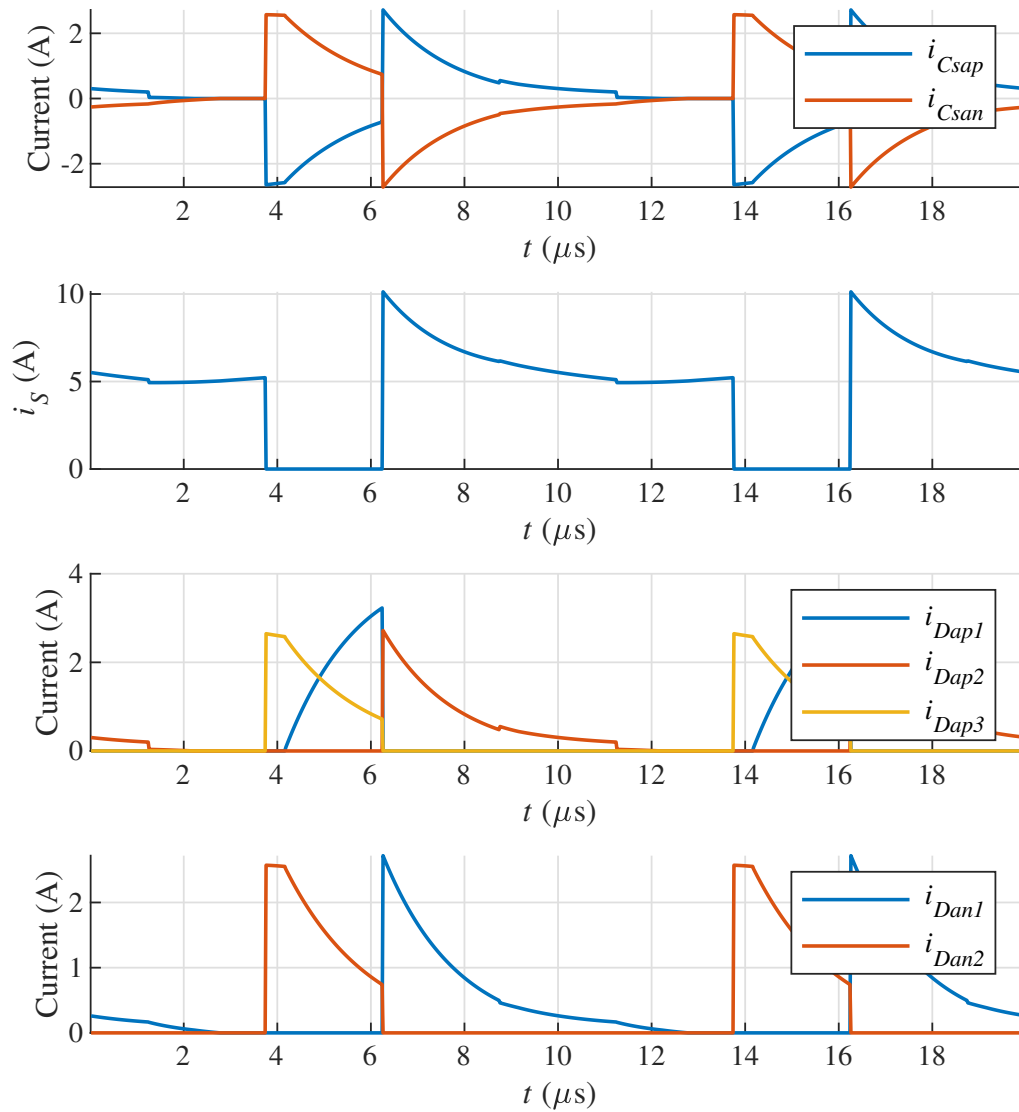 2
0
-2
Current (A)
i_Csap
i_Csan
2 4 6 8 10 12 14 16 18
t (μs)
10
5
0
i_S (A)
2 4 6 8 10 12 14 16 18
t (μs)
4
2
0
Current (A)
i_Dap1
i_Dap2
i_Dap3
2 4 6 8 10 12 14 16 18
t (μs)
2
1
0
Current (A)
i_Dan1
i_Dan2
2 4 6 8 10 12 14 16 18
t (μs)